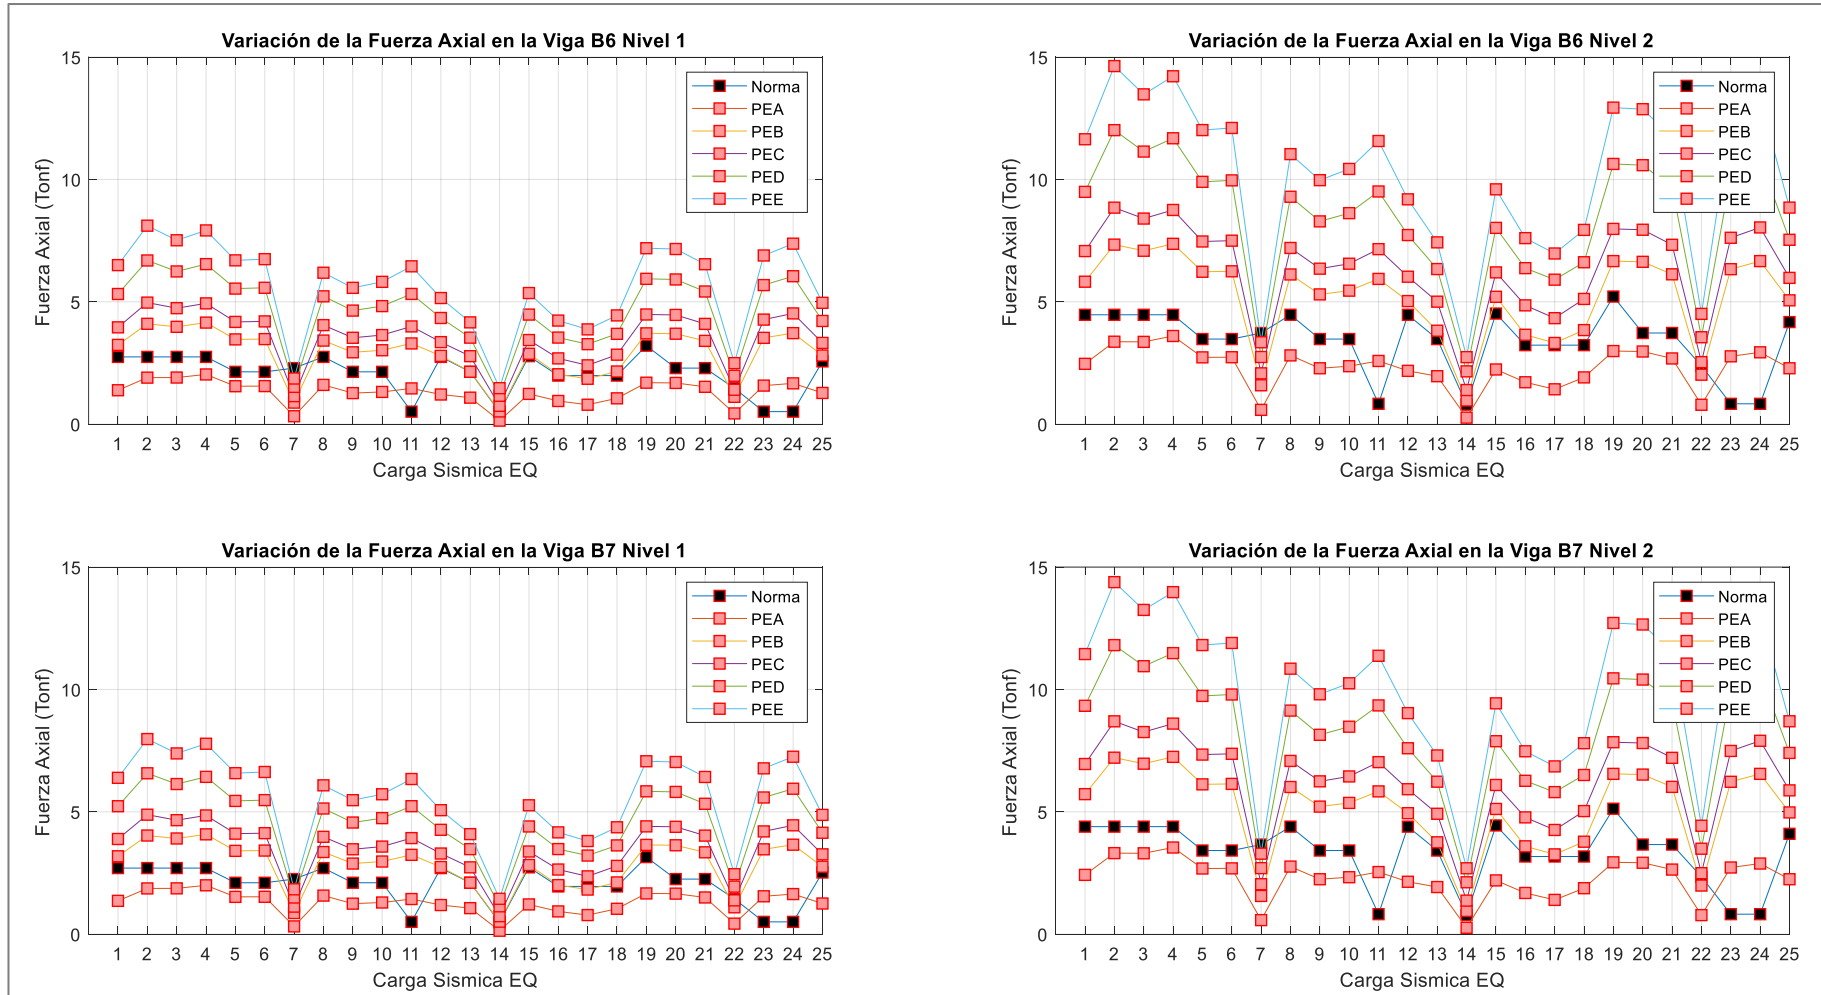 Variación de la Fuerza Axial en la Viga B6 Nivel 1
15
10
5
0
Fuerza Axial (Tonf)
Norma
PEA
PEB
PEC
PED
PEE
1 2 3 4 5 6 7 8 9 10 11 12 13 14 15 16 17 18 19 20 21 22 23 24 25
Carga Sismica EQ
Variación de la Fuerza Axial en la Viga B6 Nivel 2
15
10
5
0
Fuerza Axial (Tonf)
Norma
PEA
PEB
PEC
PED
PEE
1 2 3 4 5 6 7 8 9 10 11 12 13 14 15 16 17 18 19 20 21 22 23 24 25
Carga Sismica EQ
Variación de la Fuerza Axial en la Viga B7 Nivel 1
15
10
5
0
Fuerza Axial (Tonf)
Norma
PEA
PEB
PEC
PED
PEE
1 2 3 4 5 6 7 8 9 10 11 12 13 14 15 16 17 18 19 20 21 22 23 24 25
Carga Sismica EQ
Variación de la Fuerza Axial en la Viga B7 Nivel 2
15
10
5
0
Fuerza Axial (Tonf)
Norma
PEA
PEB
PEC
PED
PEE
1 2 3 4 5 6 7 8 9 10 11 12 13 14 15 16 17 18 19 20 21 22 23 24 25
Carga Sismica EQ